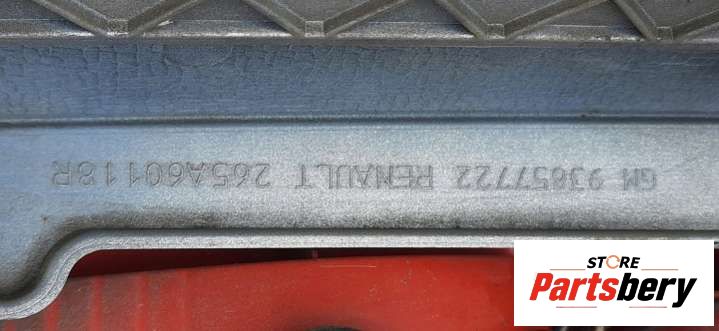 GM 93857722 RENAULT 265A60118R
STORE
Partsbery